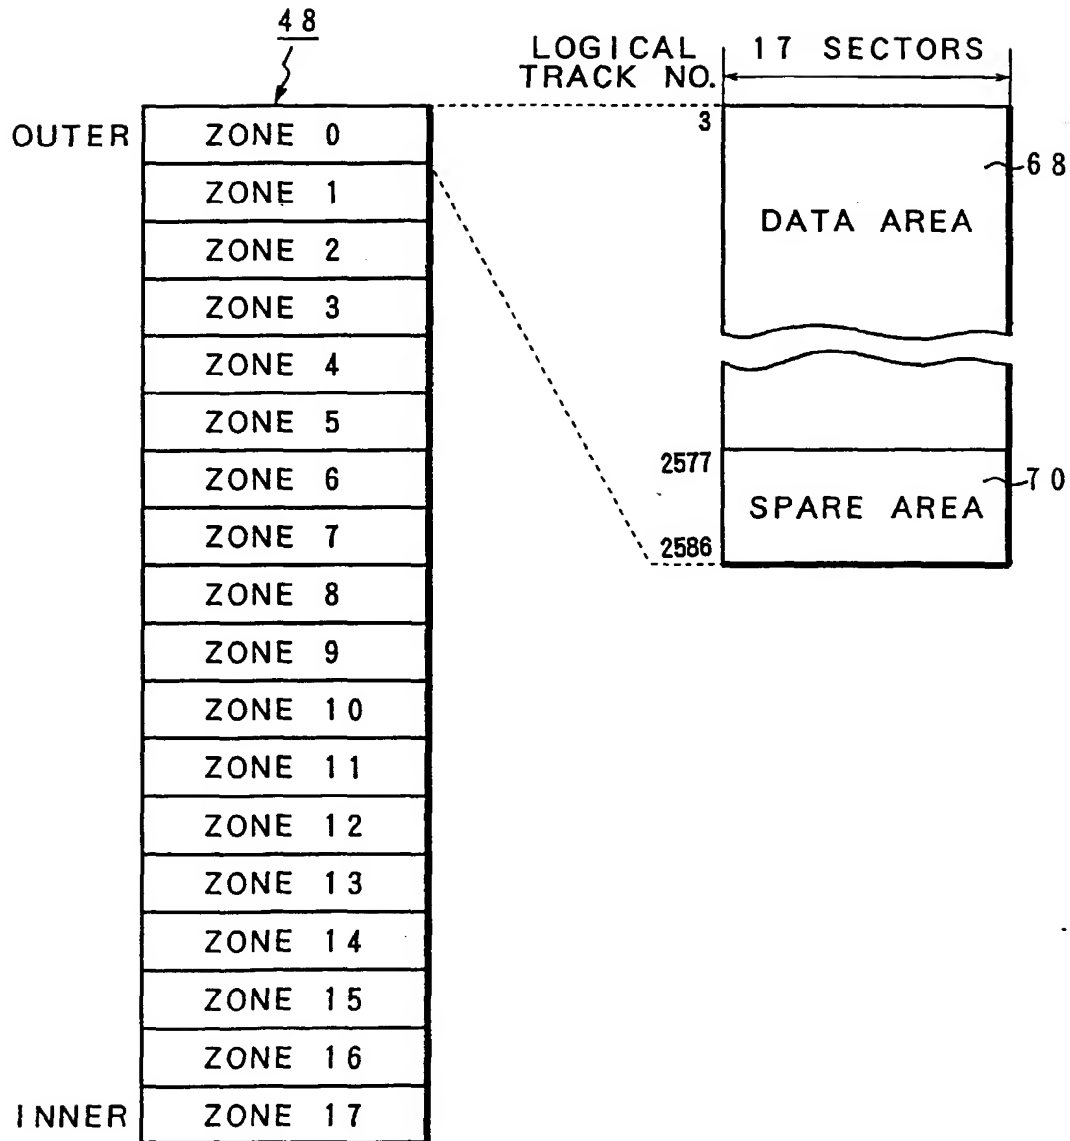 48
LOGICAL
TRACK NO.
17 SECTORS
OUTER
ZONE 0
ZONE 1
ZONE 2
ZONE 3
ZONE 4
ZONE 5
ZONE 6
ZONE 7
ZONE 8
ZONE 9
ZONE 10
ZONE 11
ZONE 12
ZONE 13
ZONE 14
ZONE 15
ZONE 16
INNER
ZONE 17
3
68
DATA AREA
2577
70
SPARE AREA
2586